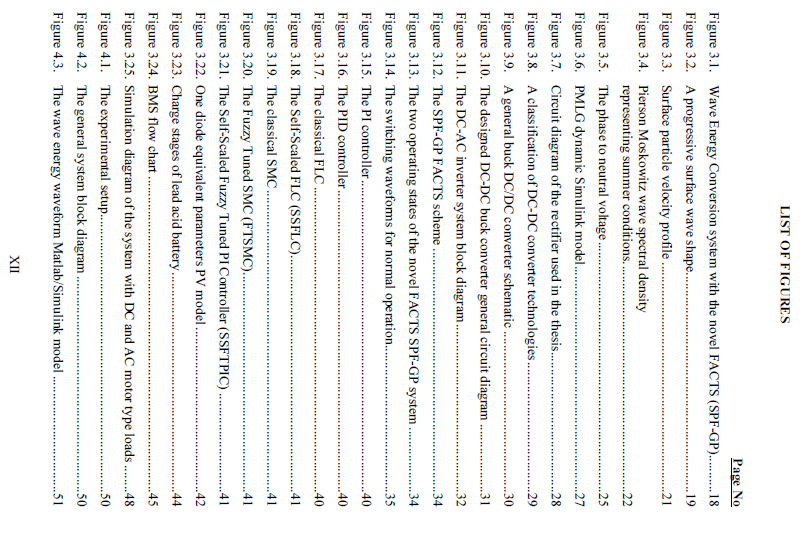 LIST OF FIGURES
Page No
Figure 3.1. Wave Energy Conversion system with the novel FACTS (SPF-GP)..........18
Figure 3.2. A progressive surface wave shape..........19
Figure 3.3. Surface particle velocity profile..........21
Figure 3.4. Pierson Moskowitz wave spectral density
representing summer conditions..........22
Figure 3.5. The phase to neutral voltage..........25
Figure 3.6. PMLG dynamic Simulink model..........27
Figure 3.7. Circuit diagram of the rectifier used in the thesis..........28
Figure 3.8. A classification of DC-DC converter technologies..........29
Figure 3.9. A general buck DC/DC converter schematic..........30
Figure 3.10. The designed DC-DC buck converter general circuit diagram..........31
Figure 3.11. The DC-AC inverter system block diagram..........32
Figure 3.12. The SPF-GP FACTS scheme..........34
Figure 3.13. The two operating states of the novel FACTS SPF-GP system..........34
Figure 3.14. The switching waveforms for normal operation..........35
Figure 3.15. The PI controller..........40
Figure 3.16. The PID controller..........40
Figure 3.17. The classical FLC..........40
Figure 3.18. The Self-Scaled FLC (SSFLC)..........41
Figure 3.19. The classical SMC..........41
Figure 3.20. The Fuzzy Tuned SMC (FTSMC)..........41
Figure 3.21. The Self-Scaled Fuzzy Tuned PI Controller (SSFTPIC)..........41
Figure 3.22. One diode equivalent parameters PV model..........42
Figure 3.23. Charge stages of lead acid battery..........44
Figure 3.24. BMS flow chart..........45
Figure 3.25. Simulation diagram of the system with DC and AC motor type loads..........48
Figure 4.1. The experimental setup..........50
Figure 4.2. The general system block diagram..........50
Figure 4.3. The wave energy waveform Matlab/Simulink model..........51
XII